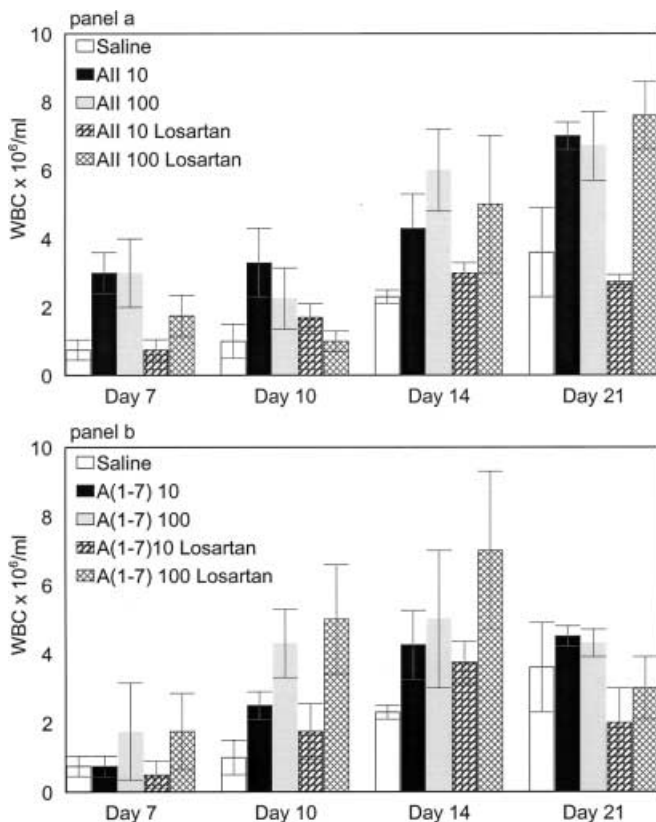 panel a
10
Saline
AII 10
8
AII 100
AII 10 Losartan
6
AII 100 Losartan
WBC x 10⁶/ml
4
2
0
Day 7 Day 10 Day 14 Day 21
panel b
10
Saline
A(1-7) 10
8
A(1-7) 100
A(1-7)10 Losartan
6
A(1-7) 100 Losartan
WBC x 10⁶/ml
4
2
0
Day 7 Day 10 Day 14 Day 21